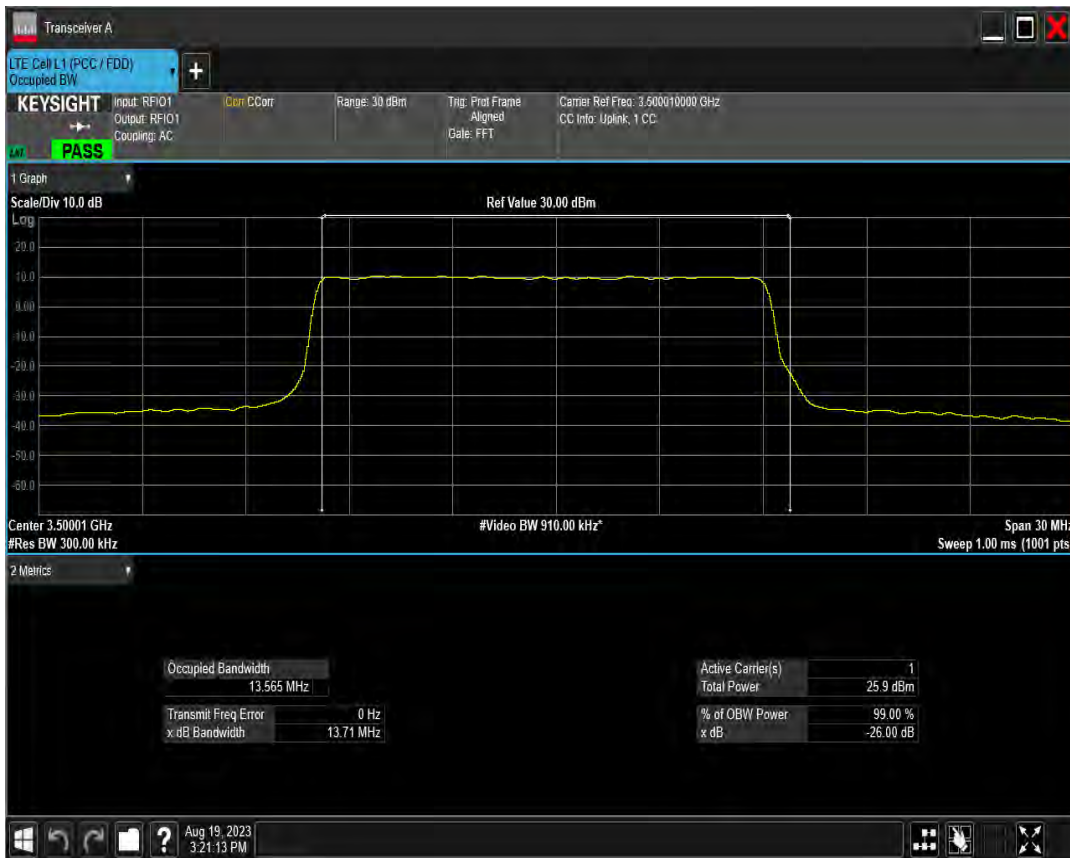 Transceiver A
LTE Cell L1 (PCC / FDD)
Occupied BW
+
KEYSIGHT
Input: RFIO1
Output: RFIO1
Coupling: AC
Corr CCorr
Range: 30 dBm
Trig: Prot Frame
Aligned
Gate: FFT
Carrier Ref Freq: 3.500010000 GHz
CC Info: Uplink, 1 CC
PASS
1 Graph
Scale/Div 10.0 dB
Ref Value 30.00 dBm
Log
20.0
10.0
0.00
-10.0
-20.0
-30.0
-40.0
-50.0
-60.0
Center 3.50001 GHz
#Video BW 910.00 kHz*
Span 30 MHz
#Res BW 300.00 kHz
Sweep 1.00 ms (1001 pts
2 Metrics
Occupied Bandwidth
13.565 MHz
Transmit Freq Error 0 Hz
x dB Bandwidth 13.71 MHz
Active Carrier(s) 1
Total Power 25.9 dBm
% of OBW Power 99.00 %
x dB -26.00 dB
?
Aug 19, 2023
3:21:13 PM